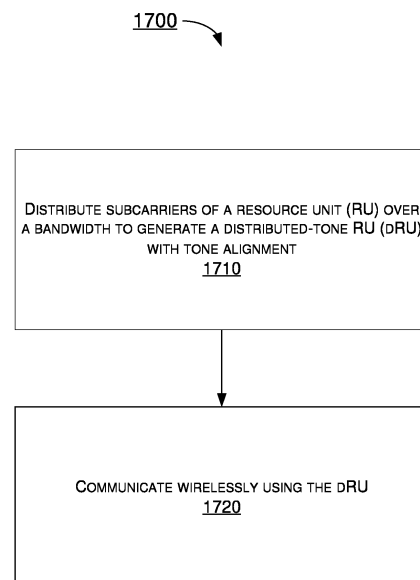 1700
DISTRIBUTE SUBCARRIERS OF A RESOURCE UNIT (RU) OVER
A BANDWIDTH TO GENERATE A DISTRIBUTED-TONE RU (DRU)
WITH TONE ALIGNMENT
1710
COMMUNICATE WIRELESSLY USING THE DRU
1720